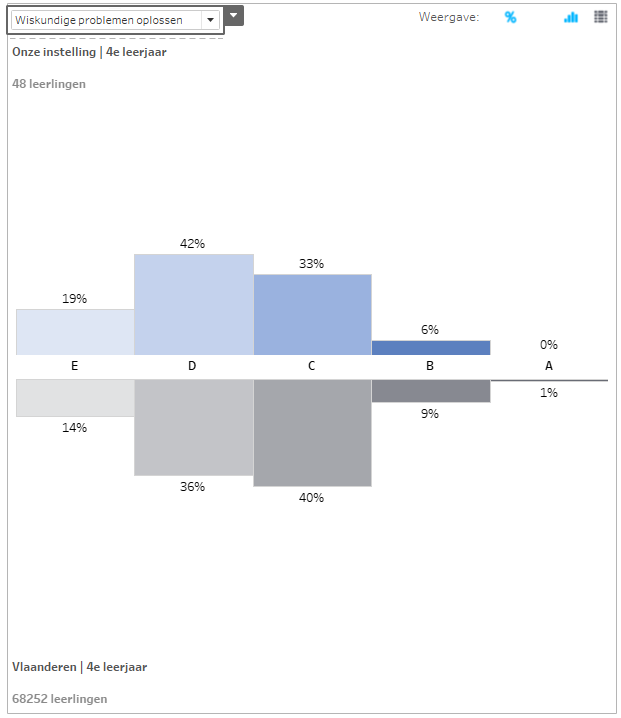 Wiskundige problemen oplossen
Weergave: %
Onze instelling | 4e leerjaar
48 leerlingen
42%
33%
19%
6%
0%
E D C B A
1%
9%
14%
36%
40%
Vlaanderen | 4e leerjaar
68252 leerlingen